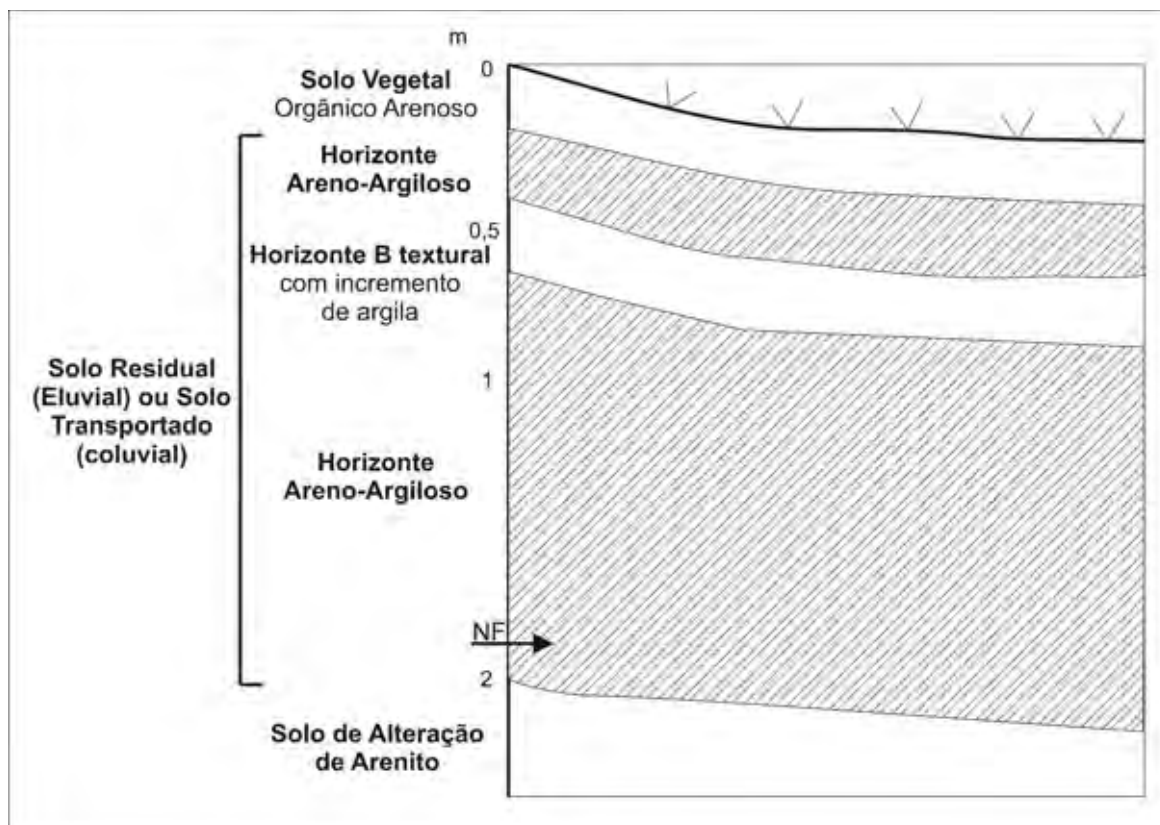 m
0
Solo Vegetal
Orgânico Arenoso
Horizonte
Areno-Argiloso
0,5
Horizonte B textural
com incremento
de argila
Solo Residual
(Eluvial) ou Solo
Transportado
(coluvial)
1
Horizonte
Areno-Argiloso
NF
2
Solo de Alteração
de Arenito